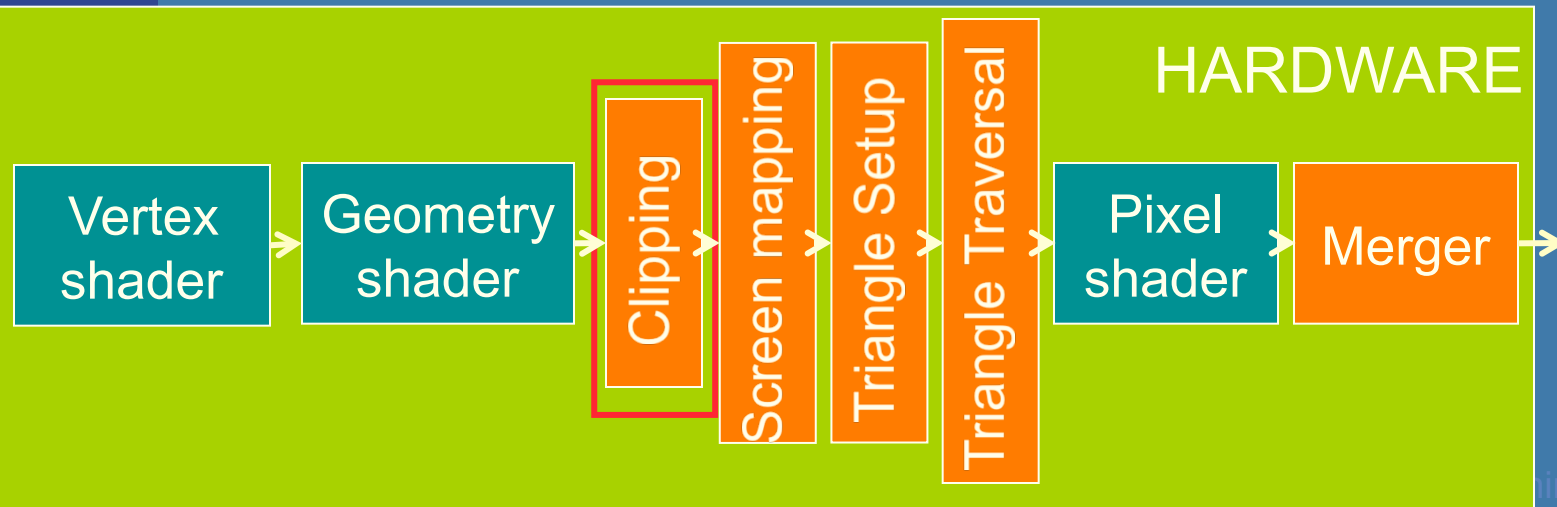 HARDWARE
Vertex
shader
Geometry
shader
Clipping
Screen mapping
Triangle Setup
Triangle Traversal
Pixel
shader
Merger